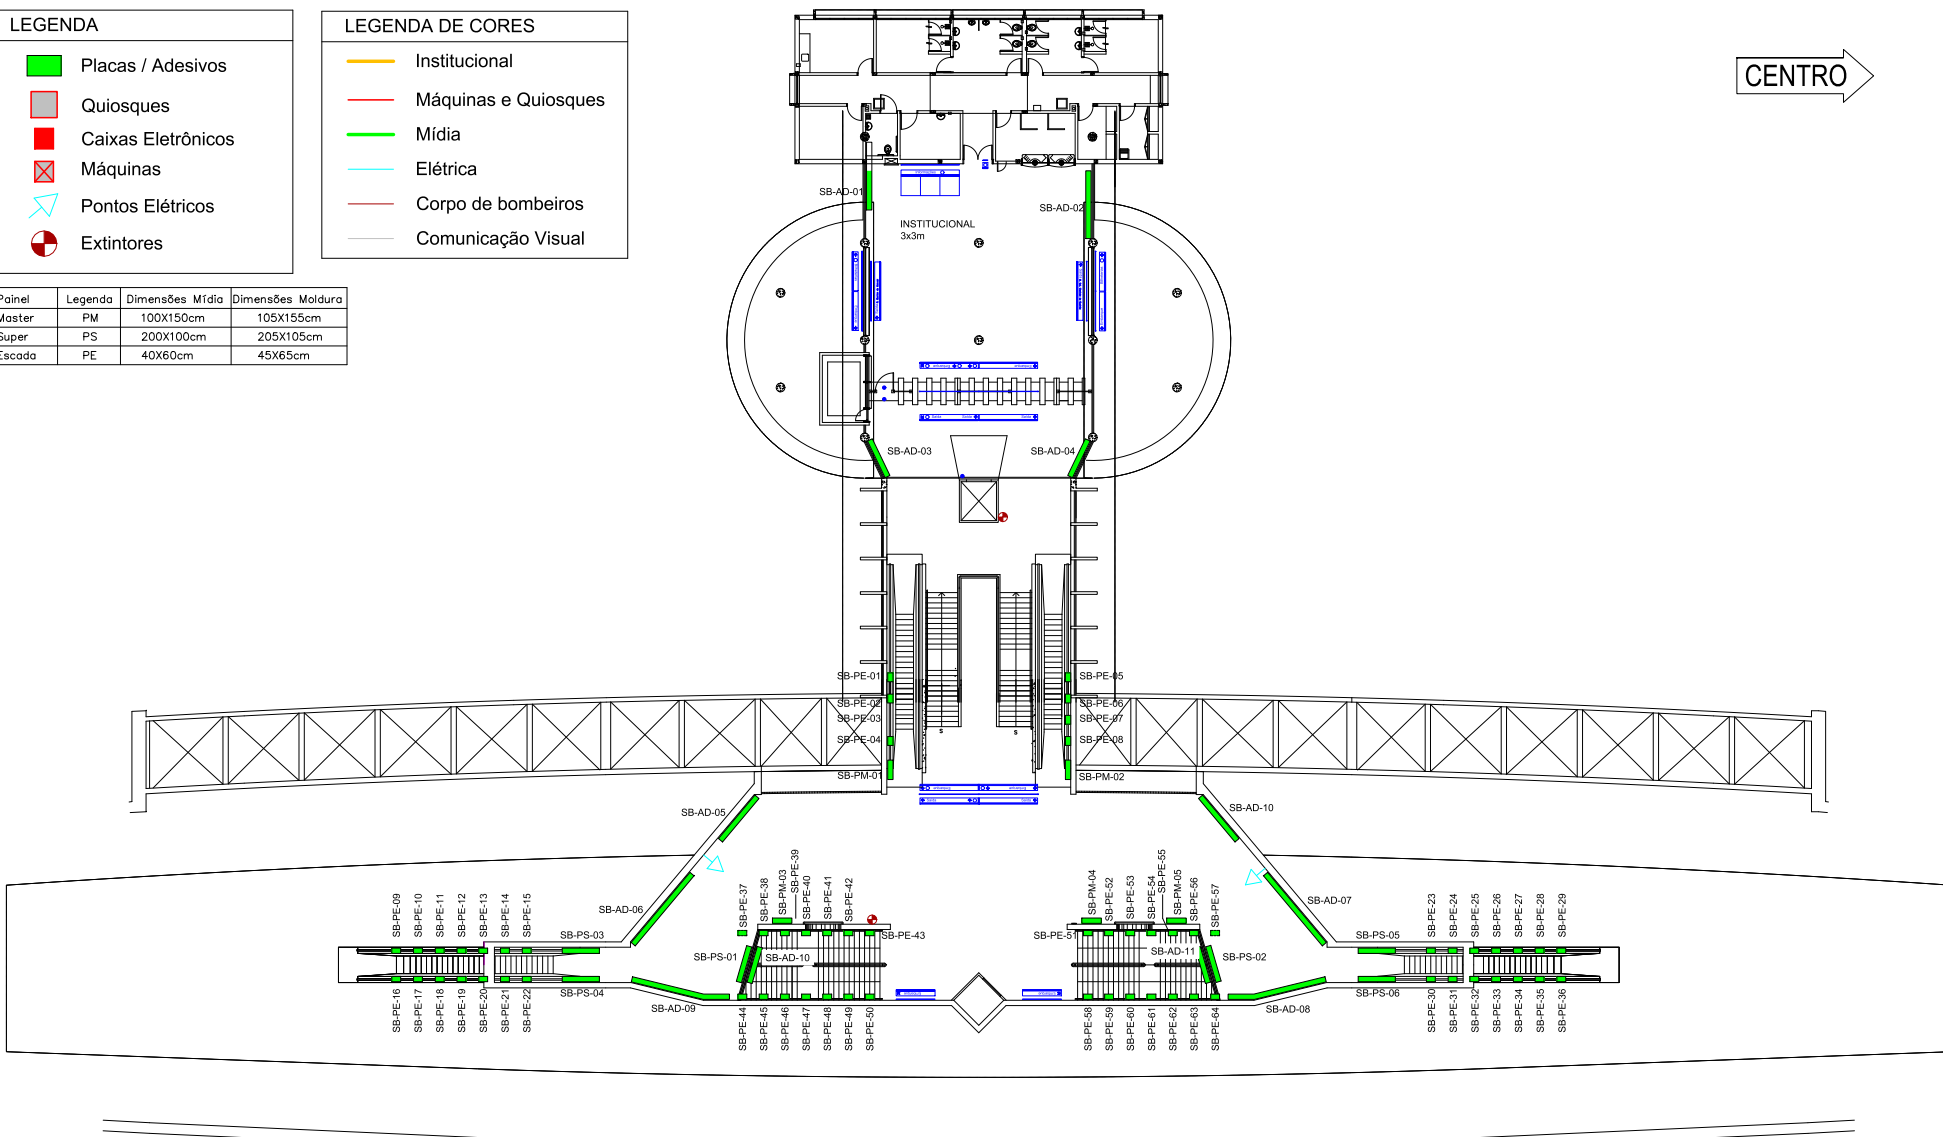 LEGENDA
Placas / Adesivos
Quiosques
Caixas Eletrônicos
Máquinas
Pontos Elétricos
Extintores
LEGENDA DE CORES
Institucional
Máquinas e Quiosques
Mídia
Elétrica
Corpo de bombeiros
Comunicação Visual
CENTRO
Painel Legenda Dimensões Mídia Dimensões Moldura
Master PM 100X150cm 105X155cm
Super PS 200X100cm 205X105cm
Escada PE 40X60cm 45X65cm
SB-AD-01
SB-AD-02
INSTITUCIONAL
3x3m
Embarque
Embarque
Saída
Saída
Saída
SB-AD-03
SB-AD-04
SB-PE-01
SB-PE-02
SB-PE-03
SB-PE-04
SB-PM-01
SB-PE-05
SB-PE-06
SB-PE-07
SB-PE-08
SB-PM-02
S
S
SB-AD-05
SB-AD-10
SB-AD-06
SB-AD-07
SB-PE-09
SB-PE-10
SB-PE-11
SB-PE-12
SB-PE-13
SB-PE-14
SB-PE-15
SB-PS-03
SB-PS-04
SB-PE-16
SB-PE-17
SB-PE-18
SB-PE-19
SB-PE-20
SB-PE-21
SB-PE-22
SB-AD-09
SB-PE-37
SB-PE-38
SB-PM-03
SB-PE-39
SB-PE-40
SB-PE-41
SB-PE-42
SB-PE-43
SB-PS-01
SB-AD-10
SB-PE-44
SB-PE-45
SB-PE-46
SB-PE-47
SB-PE-48
SB-PE-49
SB-PE-50
SB-PM-04
SB-PE-52
SB-PE-53
SB-PE-54
SB-PE-55
SB-PM-05
SB-PE-56
SB-PE-57
SB-PE-51
SB-AD-11
SB-PS-02
SB-PE-58
SB-PE-59
SB-PE-60
SB-PE-61
SB-PE-62
SB-PE-63
SB-PE-64
SB-AD-08
SB-PS-05
SB-PS-06
SB-PE-23
SB-PE-24
SB-PE-25
SB-PE-26
SB-PE-27
SB-PE-28
SB-PE-29
SB-PE-30
SB-PE-31
SB-PE-32
SB-PE-33
SB-PE-34
SB-PE-35
SB-PE-36